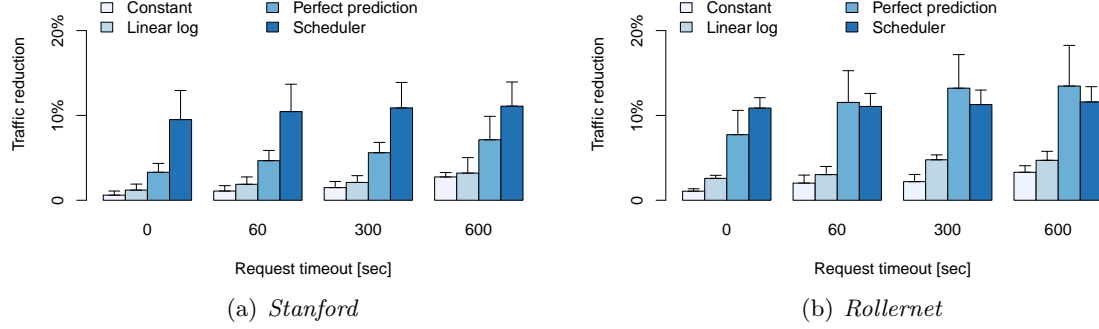 Constant
Linear log
Perfect prediction
Scheduler
Traffic reduction
20%
10%
0
0 60 300 600
Request timeout [sec]
(a) Stanford
Constant
Linear log
Perfect prediction
Scheduler
Traffic reduction
20%
10%
0
0 60 300 600
Request timeout [sec]
(b) Rollernet